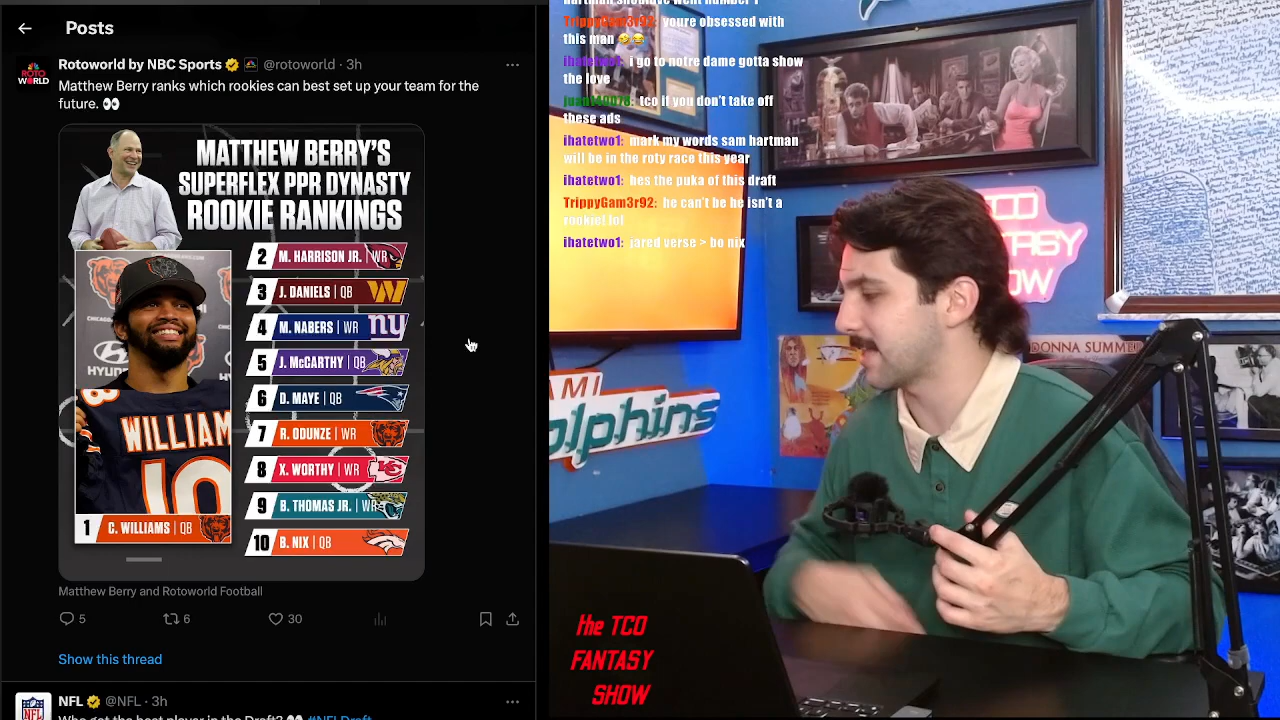 Posts
Rotoworld by NBC Sports @rotoworld · 3h
Matthew Berry ranks which rookies can best set up your team for the
future. 👀
MATTHEW BERRY'S
SUPERFLEX PPR DYNASTY
ROOKIE RANKINGS
2 M. HARRISON JR. | WR
3 J. DANIELS | QB
4 M. NABERS | WR
5 J. McCARTHY | QB
6 D. MAYE | QB
7 R. ODUNZE | WR
8 X. WORTHY | WR
9 B. THOMAS JR. | WR
10 B. NIX | QB
WILLIAM
1 C. WILLIAMS | QB
Matthew Berry and Rotoworld Football
5 6 30
Show this thread
NFL @NFL · 3h
TrippyGam3r92: youre obsessed with
this man 🤣😂
ihatetwo1: i go to notre dame gotta show
the love
tco if you don't take off
these ads
ihatetwo1: mark my words sam hartman
will be in the roty race this year
ihatetwo1: hes the puka of this draft
TrippyGam3r92: he can't be he isn't a
rookie! lol
ihatetwo1: jared verse > bo nix
DONNA SUMMER
the TCO
FANTASY
SHOW